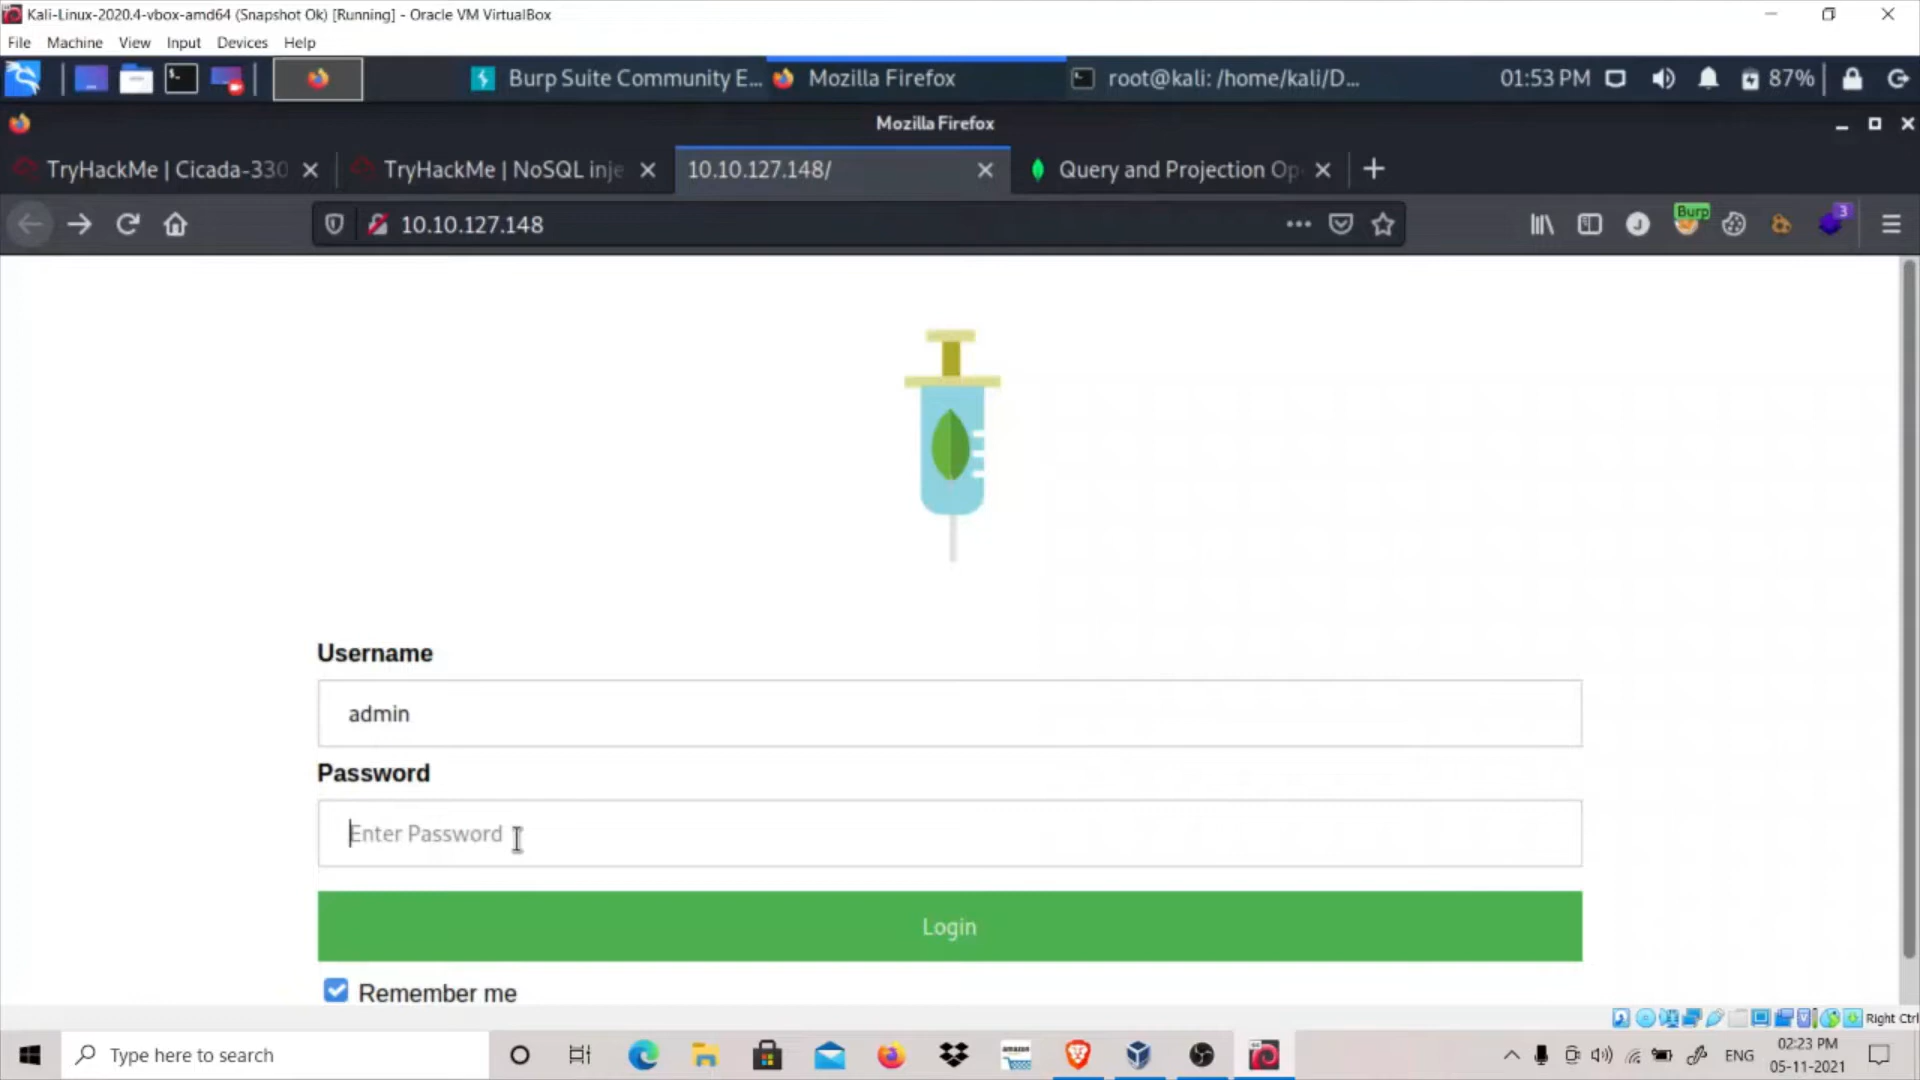 Kali-Linux-2020.4-vbox-amd64 (Snapshot Ok) [Running] - Oracle VM VirtualBox
File Machine View Input Devices Help
Burp Suite Community E... Mozilla Firefox root@kali: /home/kali/D... 01:53 PM 87%
Mozilla Firefox
TryHackMe | Cicada-330 TryHackMe | NoSQL inje 10.10.127.148/ Query and Projection Op
10.10.127.148 Burp 3
Username
admin
Password
Enter Password
Login
Remember me
Right Ctrl
Type here to search amazon ENG 02:23 PM
05-11-2021